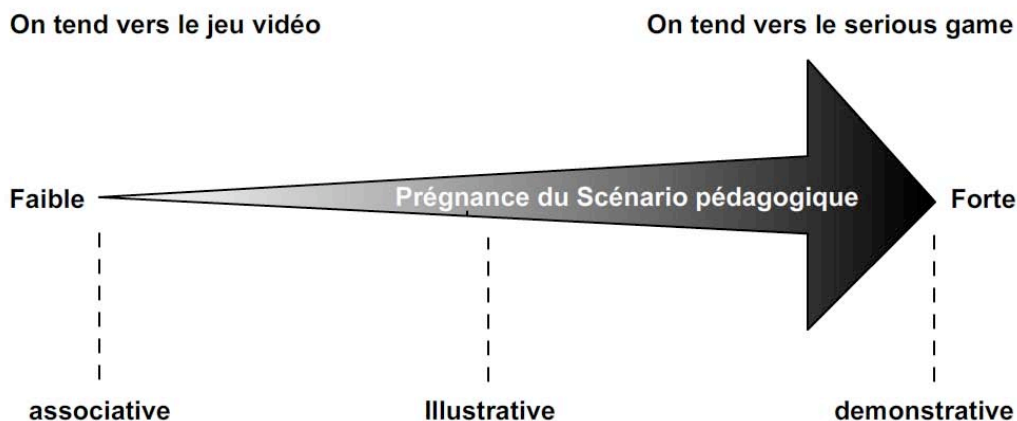 On tend vers le jeu vidéo
On tend vers le serious game
Faible
Prégnance du Scénario pédagogique
Forte
associative
Illustrative
demonstrative